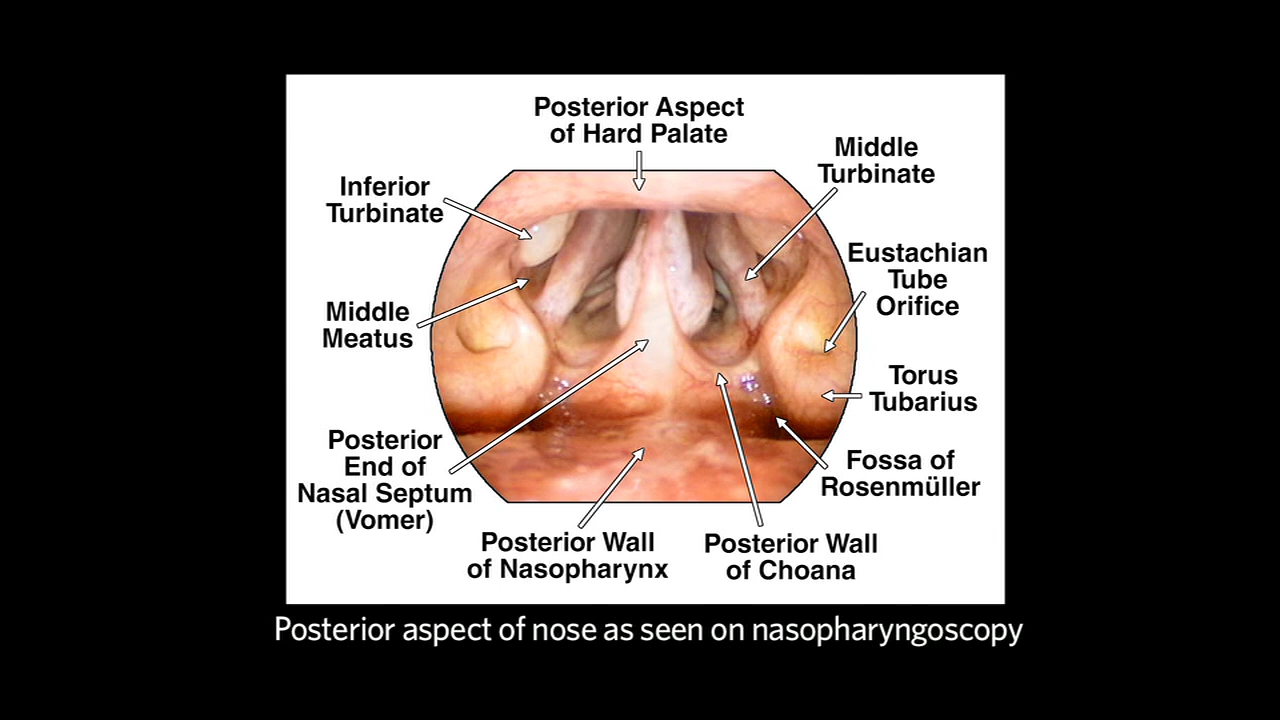 Posterior Aspect
of Hard Palate
Middle
Turbinate
Inferior
Turbinate
Eustachian
Tube
Orifice
Middle
Meatus
Torus
Tubarius
Posterior
End of
Nasal Septum
(Vomer)
Fossa of
Rosenmüller
Posterior Wall
of Nasopharynx
Posterior Wall
of Choana
Posterior aspect of nose as seen on nasopharyngoscopy